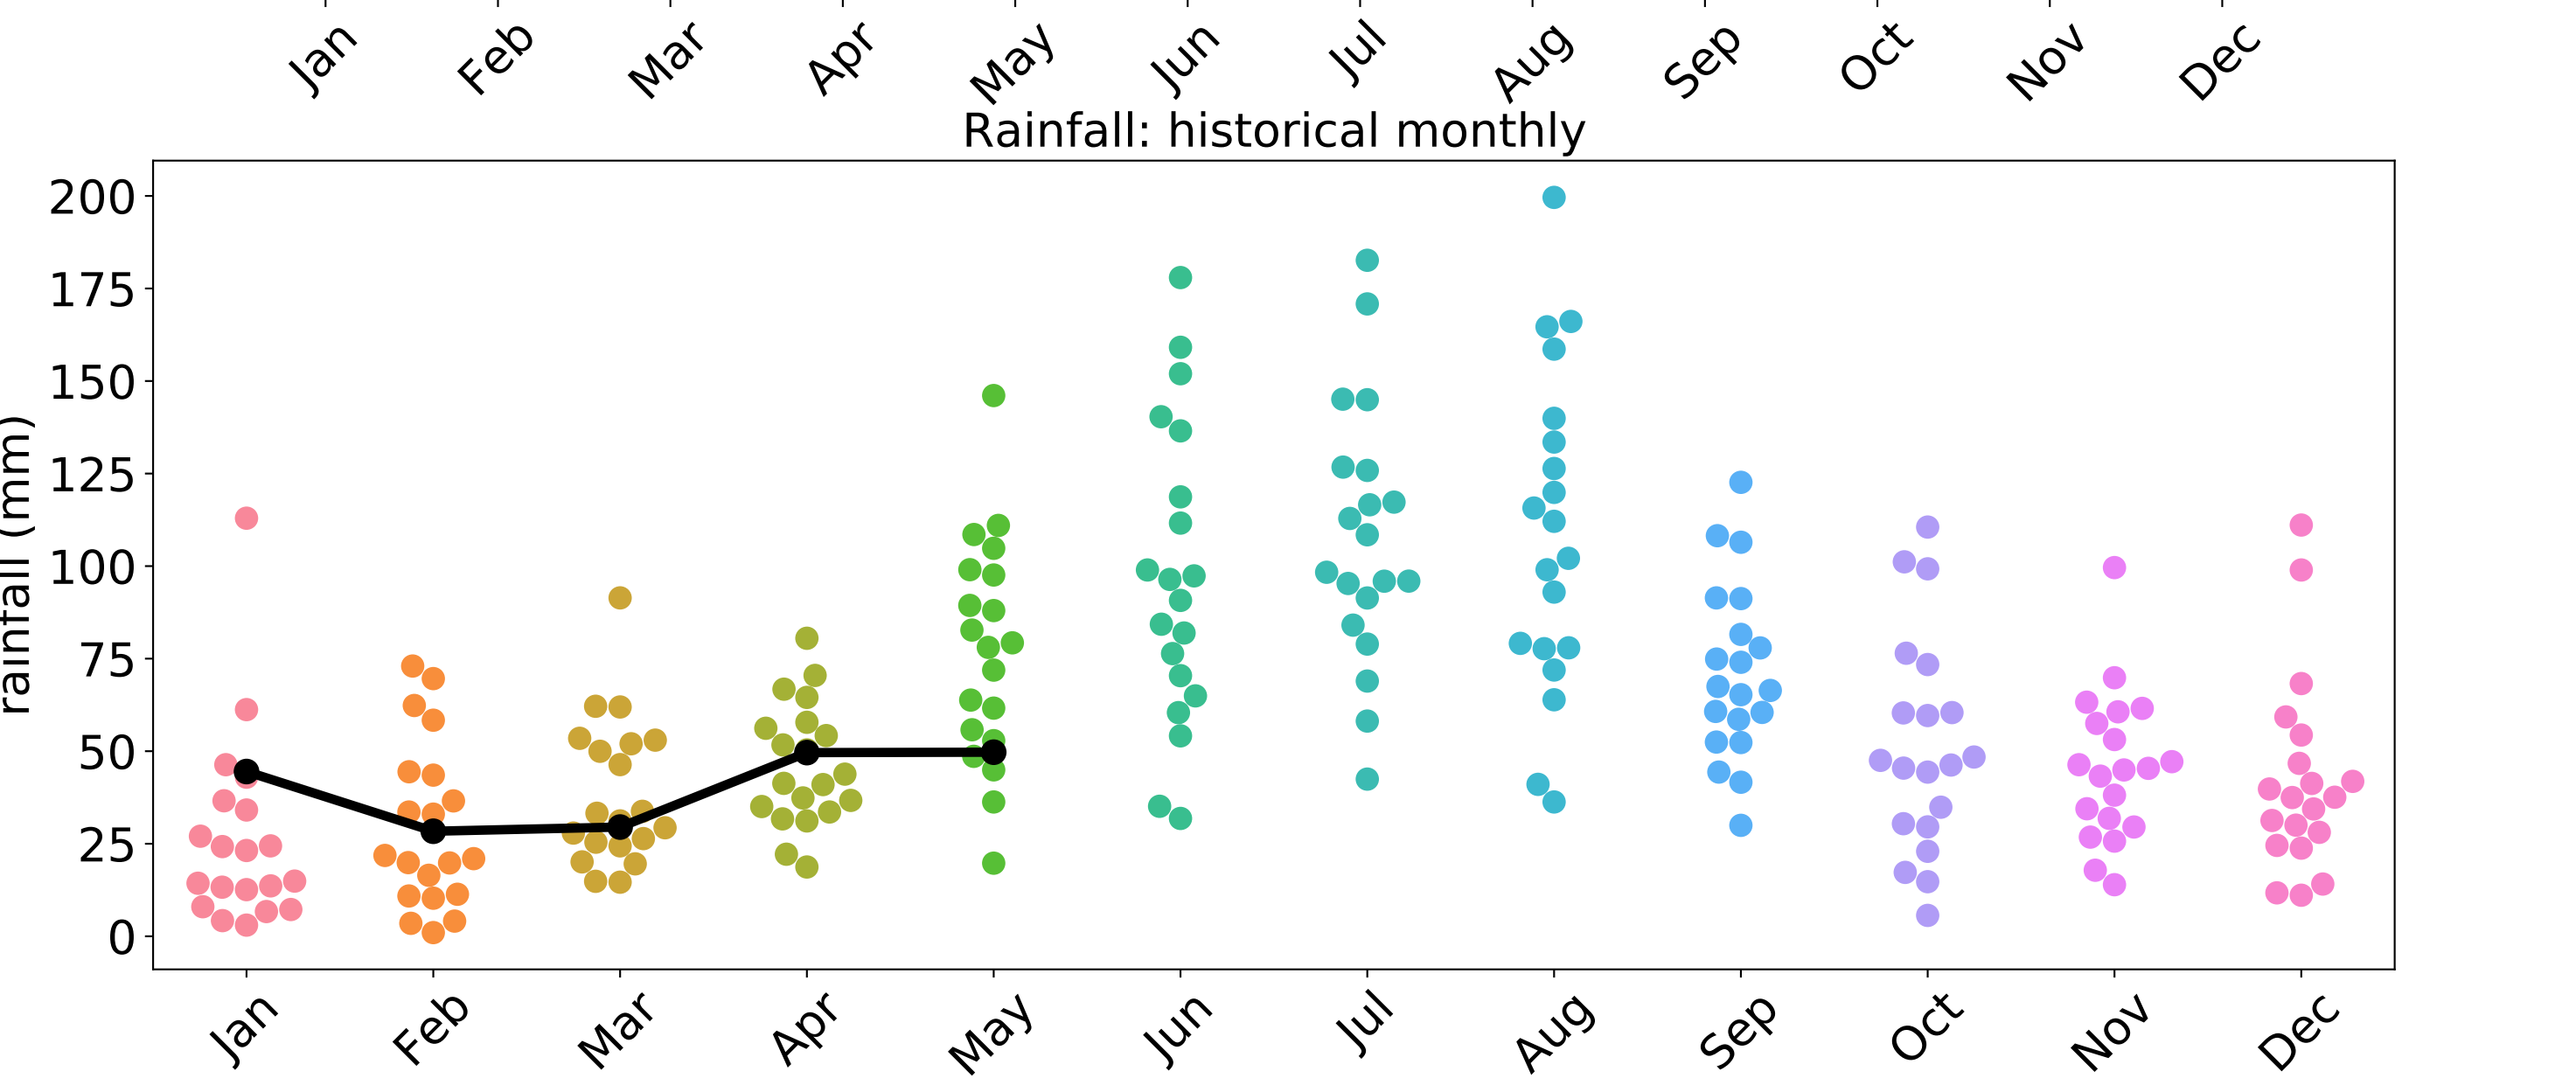 Jan Feb Mar Apr May Jun Jul Aug Sep Oct Nov Dec
Rainfall: historical monthly
rainfall (mm)
200
175
150
125
100
75
50
25
0
Jan Feb Mar Apr May Jun Jul Aug Sep Oct Nov Dec